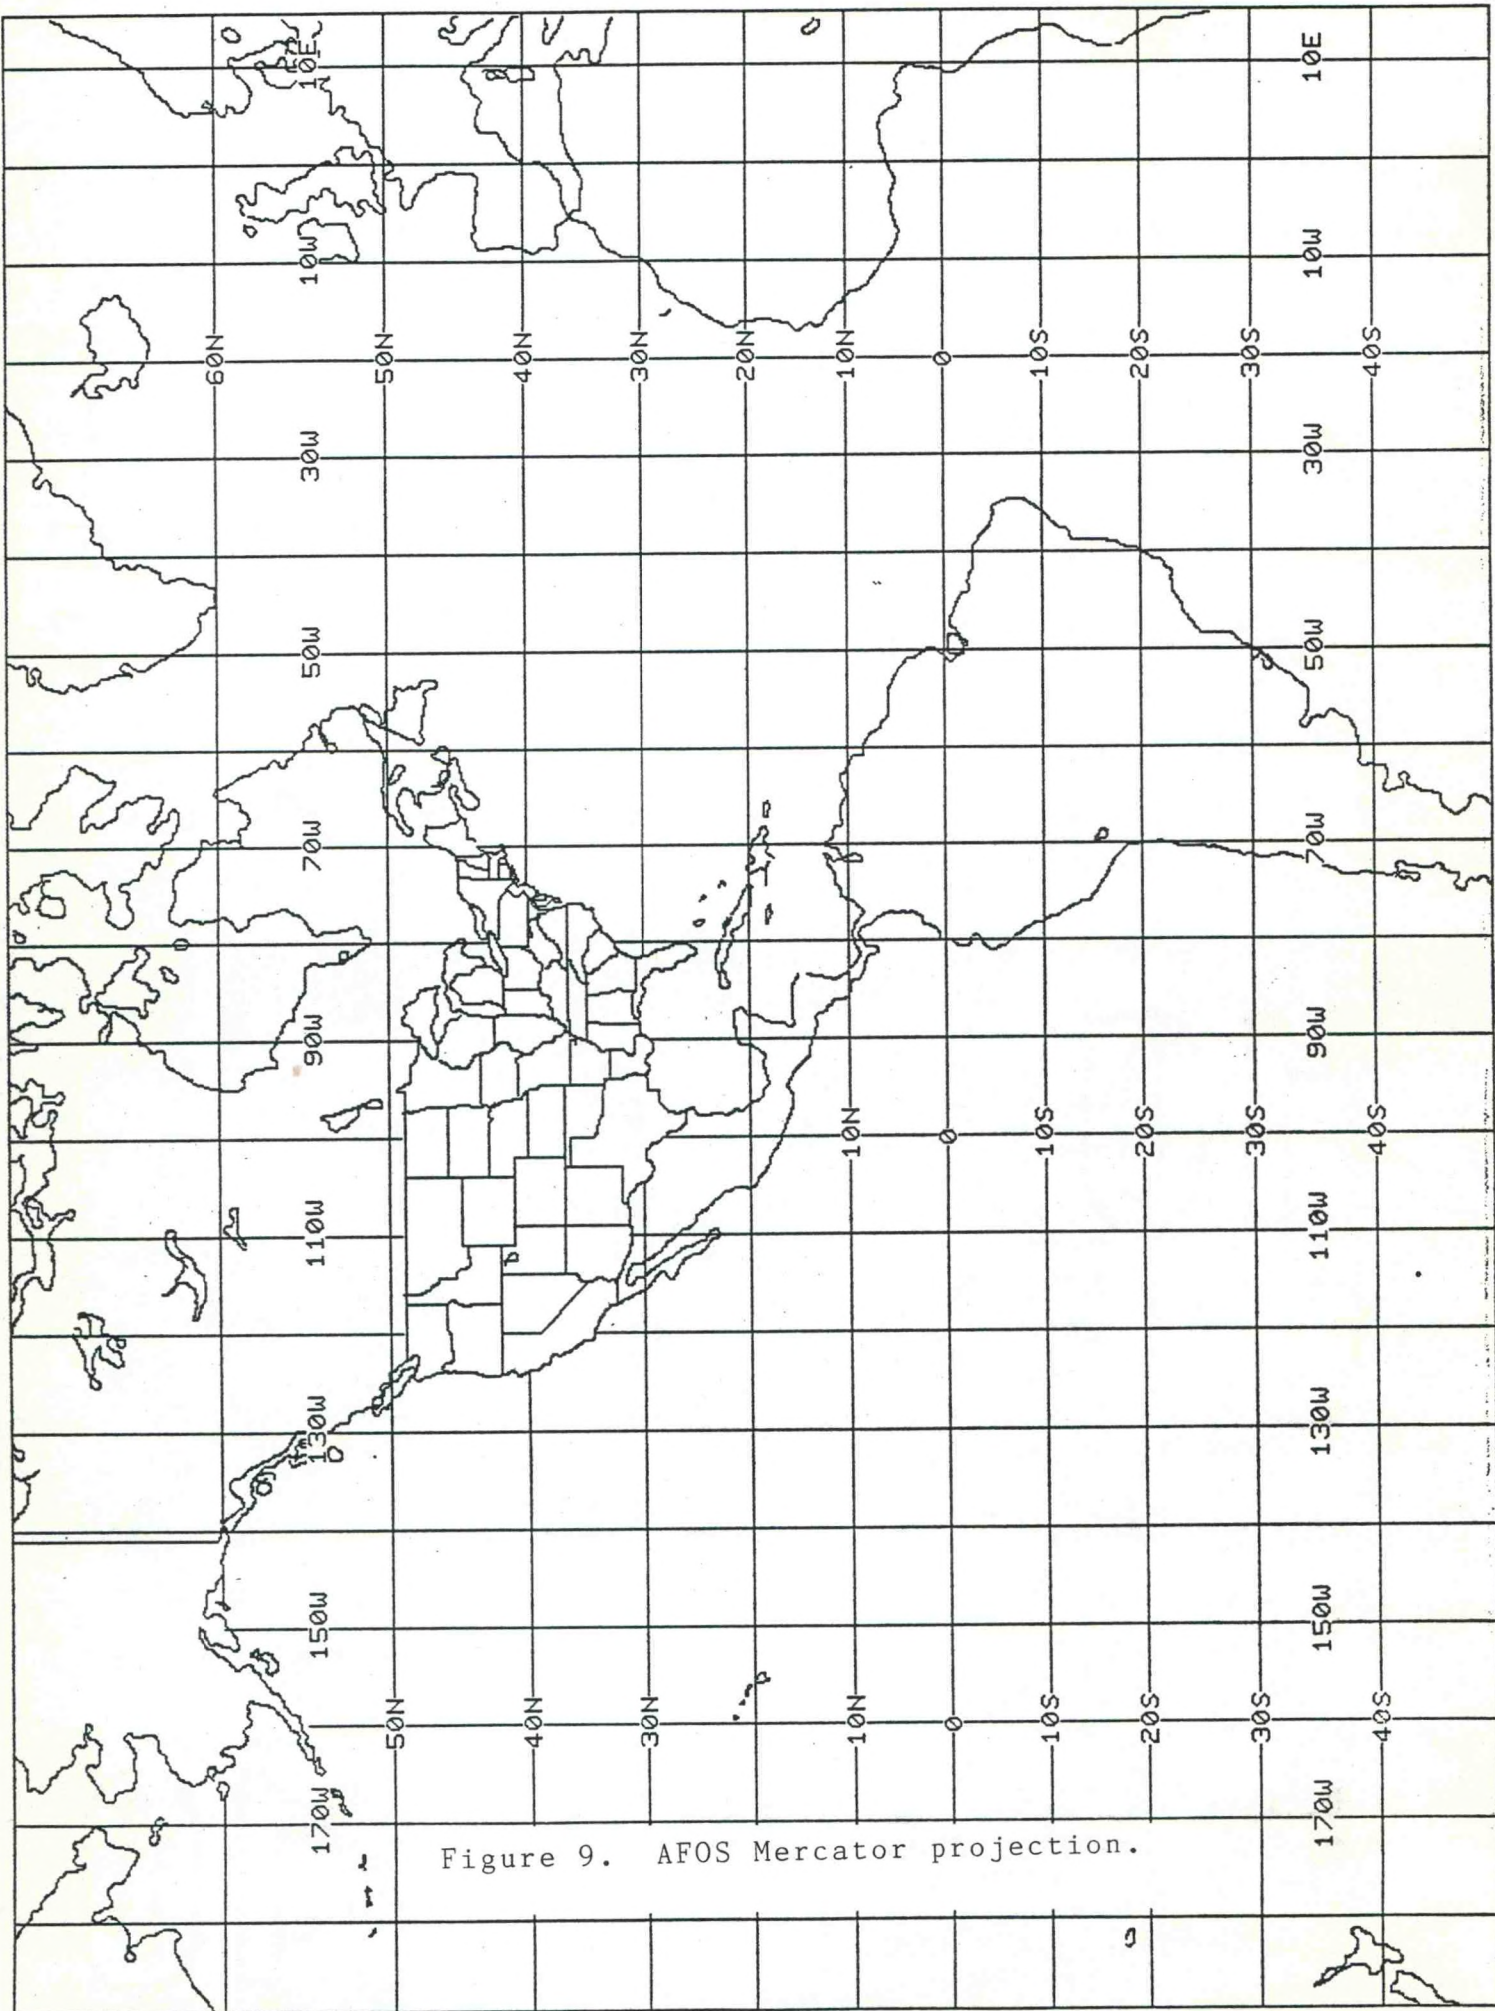 60N
170W 150W 130W 110W 90W 70W 50W 30W 10W 10E
50N 50N
40N 40N
30N 30N
20N
10N 10N 10N
0 0 0
10S 10S 10S
20S 20S 20S
30S 30S 30S
170W 150W 130W 110W 90W 70W 50W 30W 10W 10E
40S 40S 40S
Figure 9. AFOS Mercator projection.